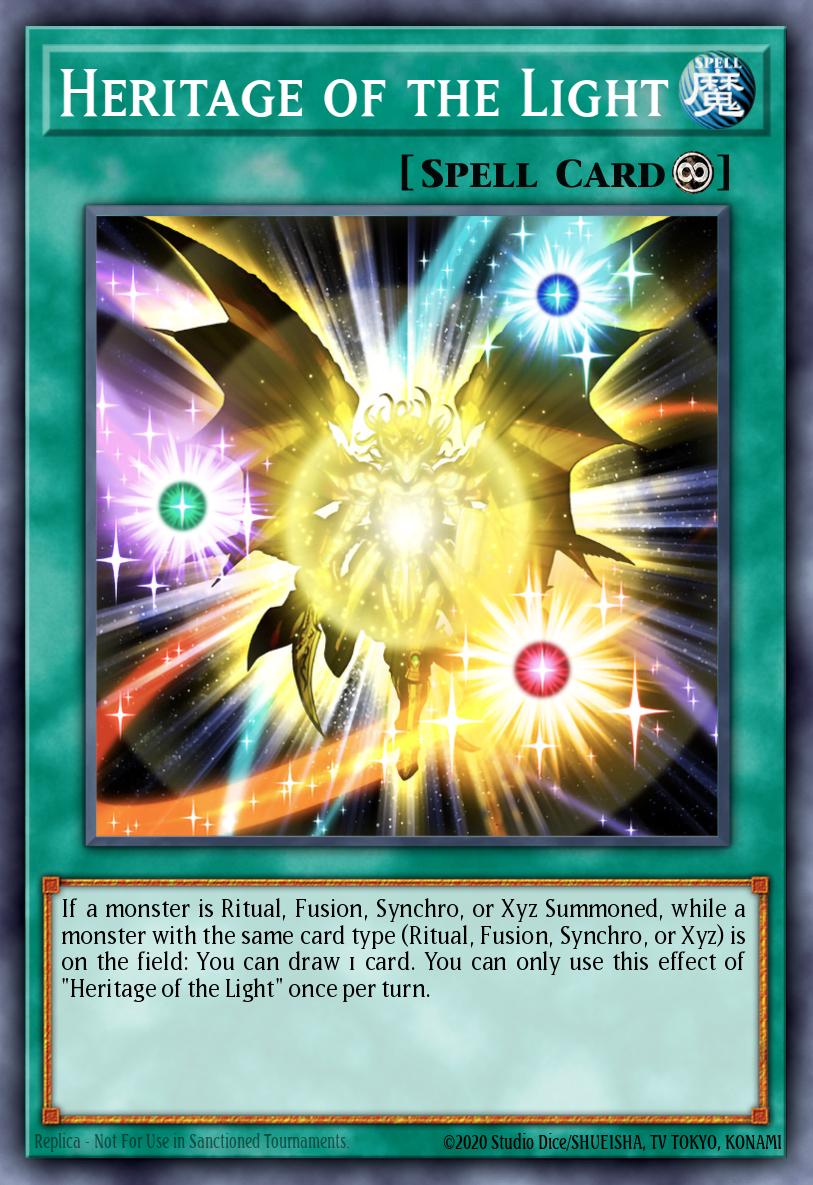 Heritage of the Light
SPELL
魔
[Spell Card∞]
If a monster is Ritual, Fusion, Synchro, or Xyz Summoned, while a
monster with the same card type (Ritual, Fusion, Synchro, or Xyz) is
on the field: You can draw 1 card. You can only use this effect of
"Heritage of the Light" once per turn.
Replica - Not For Use in Sanctioned Tournaments.
©2020 Studio Dice/SHUEISHA, TV TOKYO, KONAMI